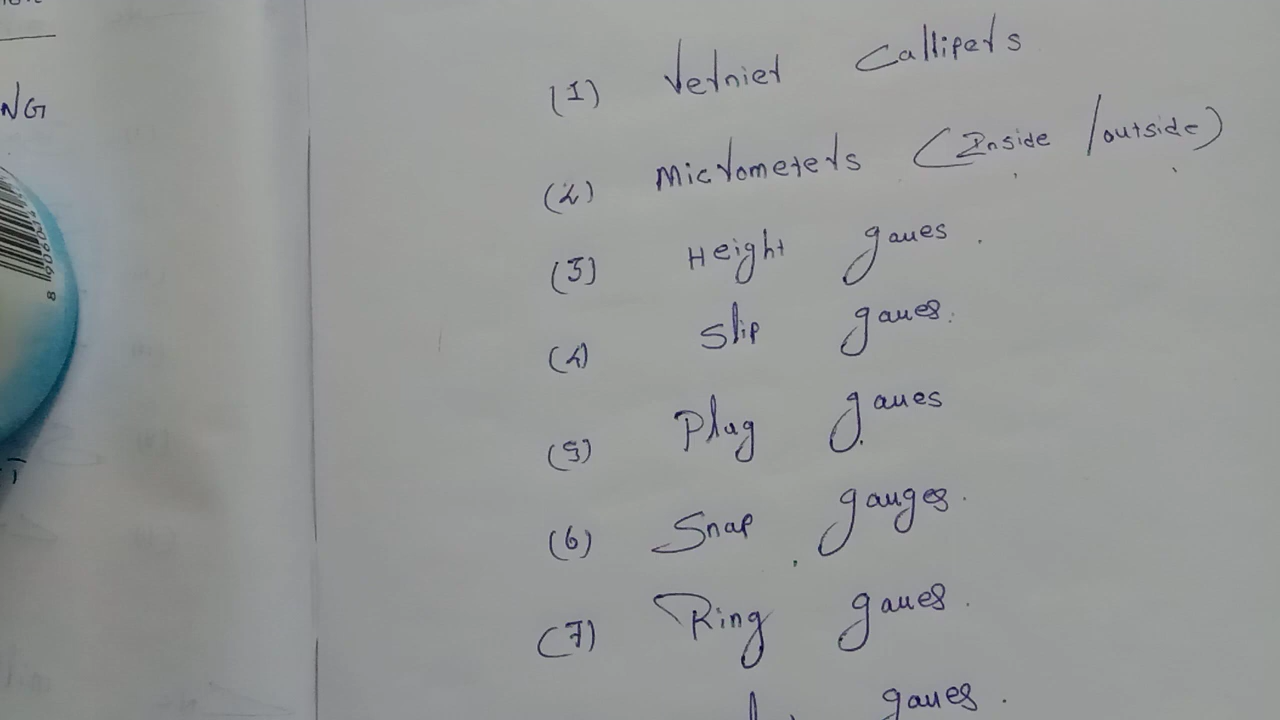 NG
(1) Vernier Callipers
(2) Micrometers (Inside /outside)
(3) Height gaues.
(4) Slip gaues.
(5) Plug gaues
(6) Snap gauges.
(7) Ring gaues.
gaues.